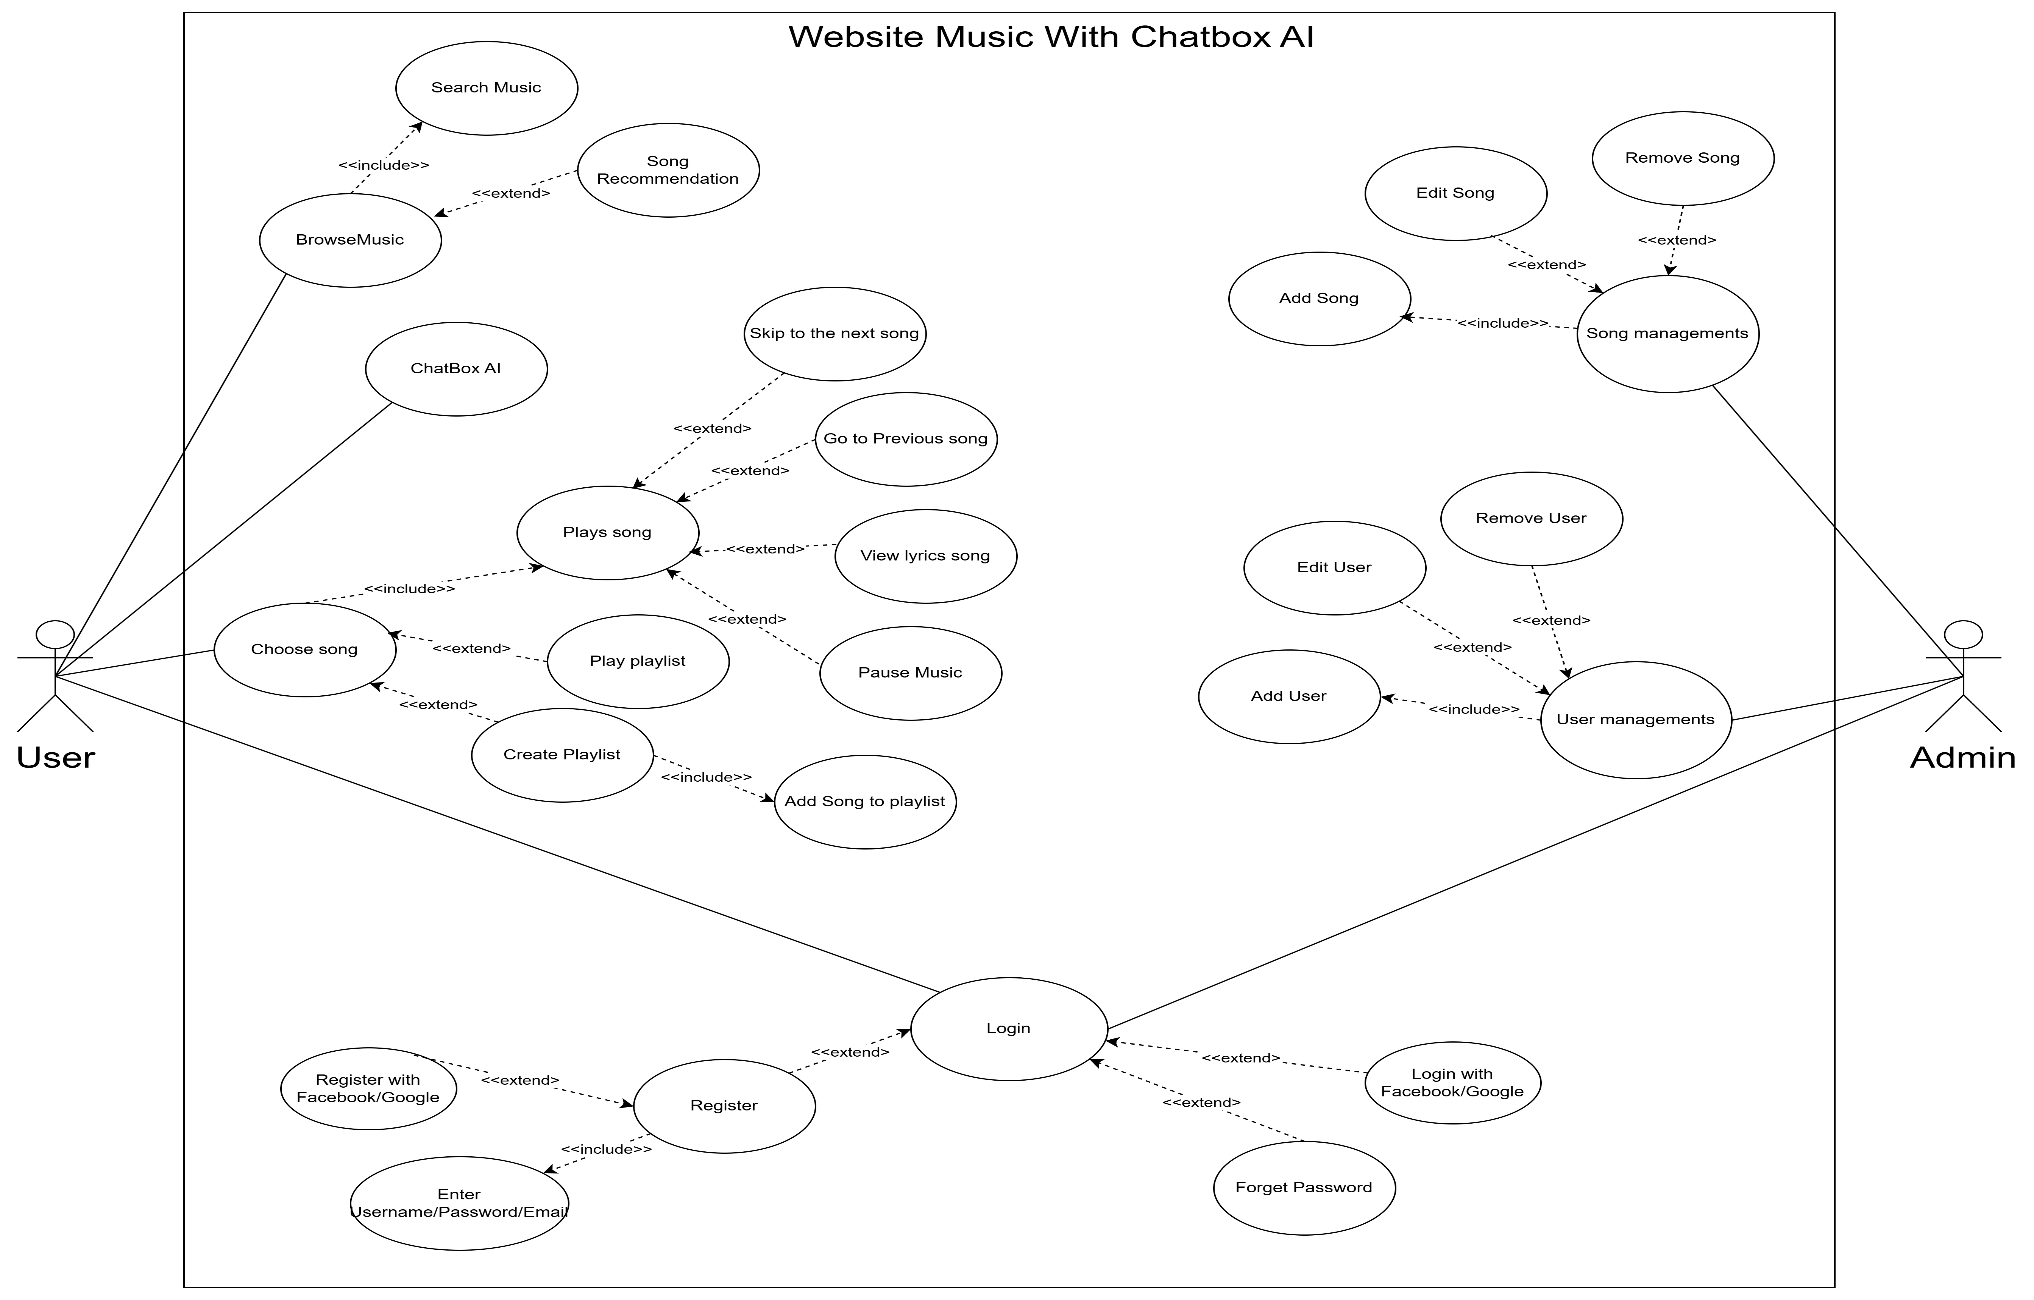 Website Music With Chatbox AI
Search Music
<<include>>
Song
Recommendation
<<extend>
BrowseMusic
Remove Song
Edit Song
<<extend>
<<extend>
Add Song
<<include>>
Song managements
Skip to the next song
ChatBox AI
<<extend>
Go to Previous song
<<extend>
Plays song
View lyrics song
<<extend>
<<include>>
Choose song
<<extend>
Play playlist
<<extend>
Pause Music
<<extend>
Create Playlist
<<include>>
Add Song to playlist
Remove User
Edit User
<<extend>
<<extend>
Add User
<<include>>
User managements
User
Admin
Login
<<extend>
Register with
Facebook/Google
<<extend>
Register
<<include>>
Enter
Username/Password/Email
<<extend>
Login with
Facebook/Google
<<extend>
Forget Password